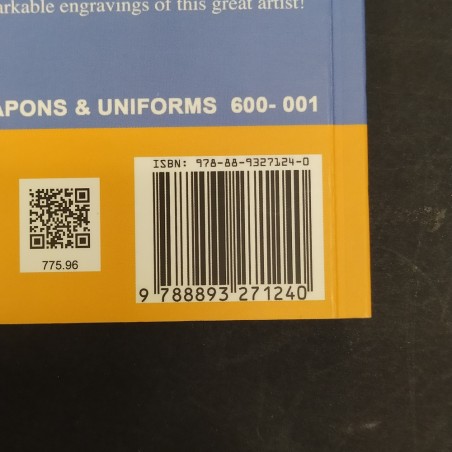 arkable engravings of this great artist!
APONS & UNIFORMS 600- 001
ISBN: 978-88-9327124-0
775.96
9 788893 271240